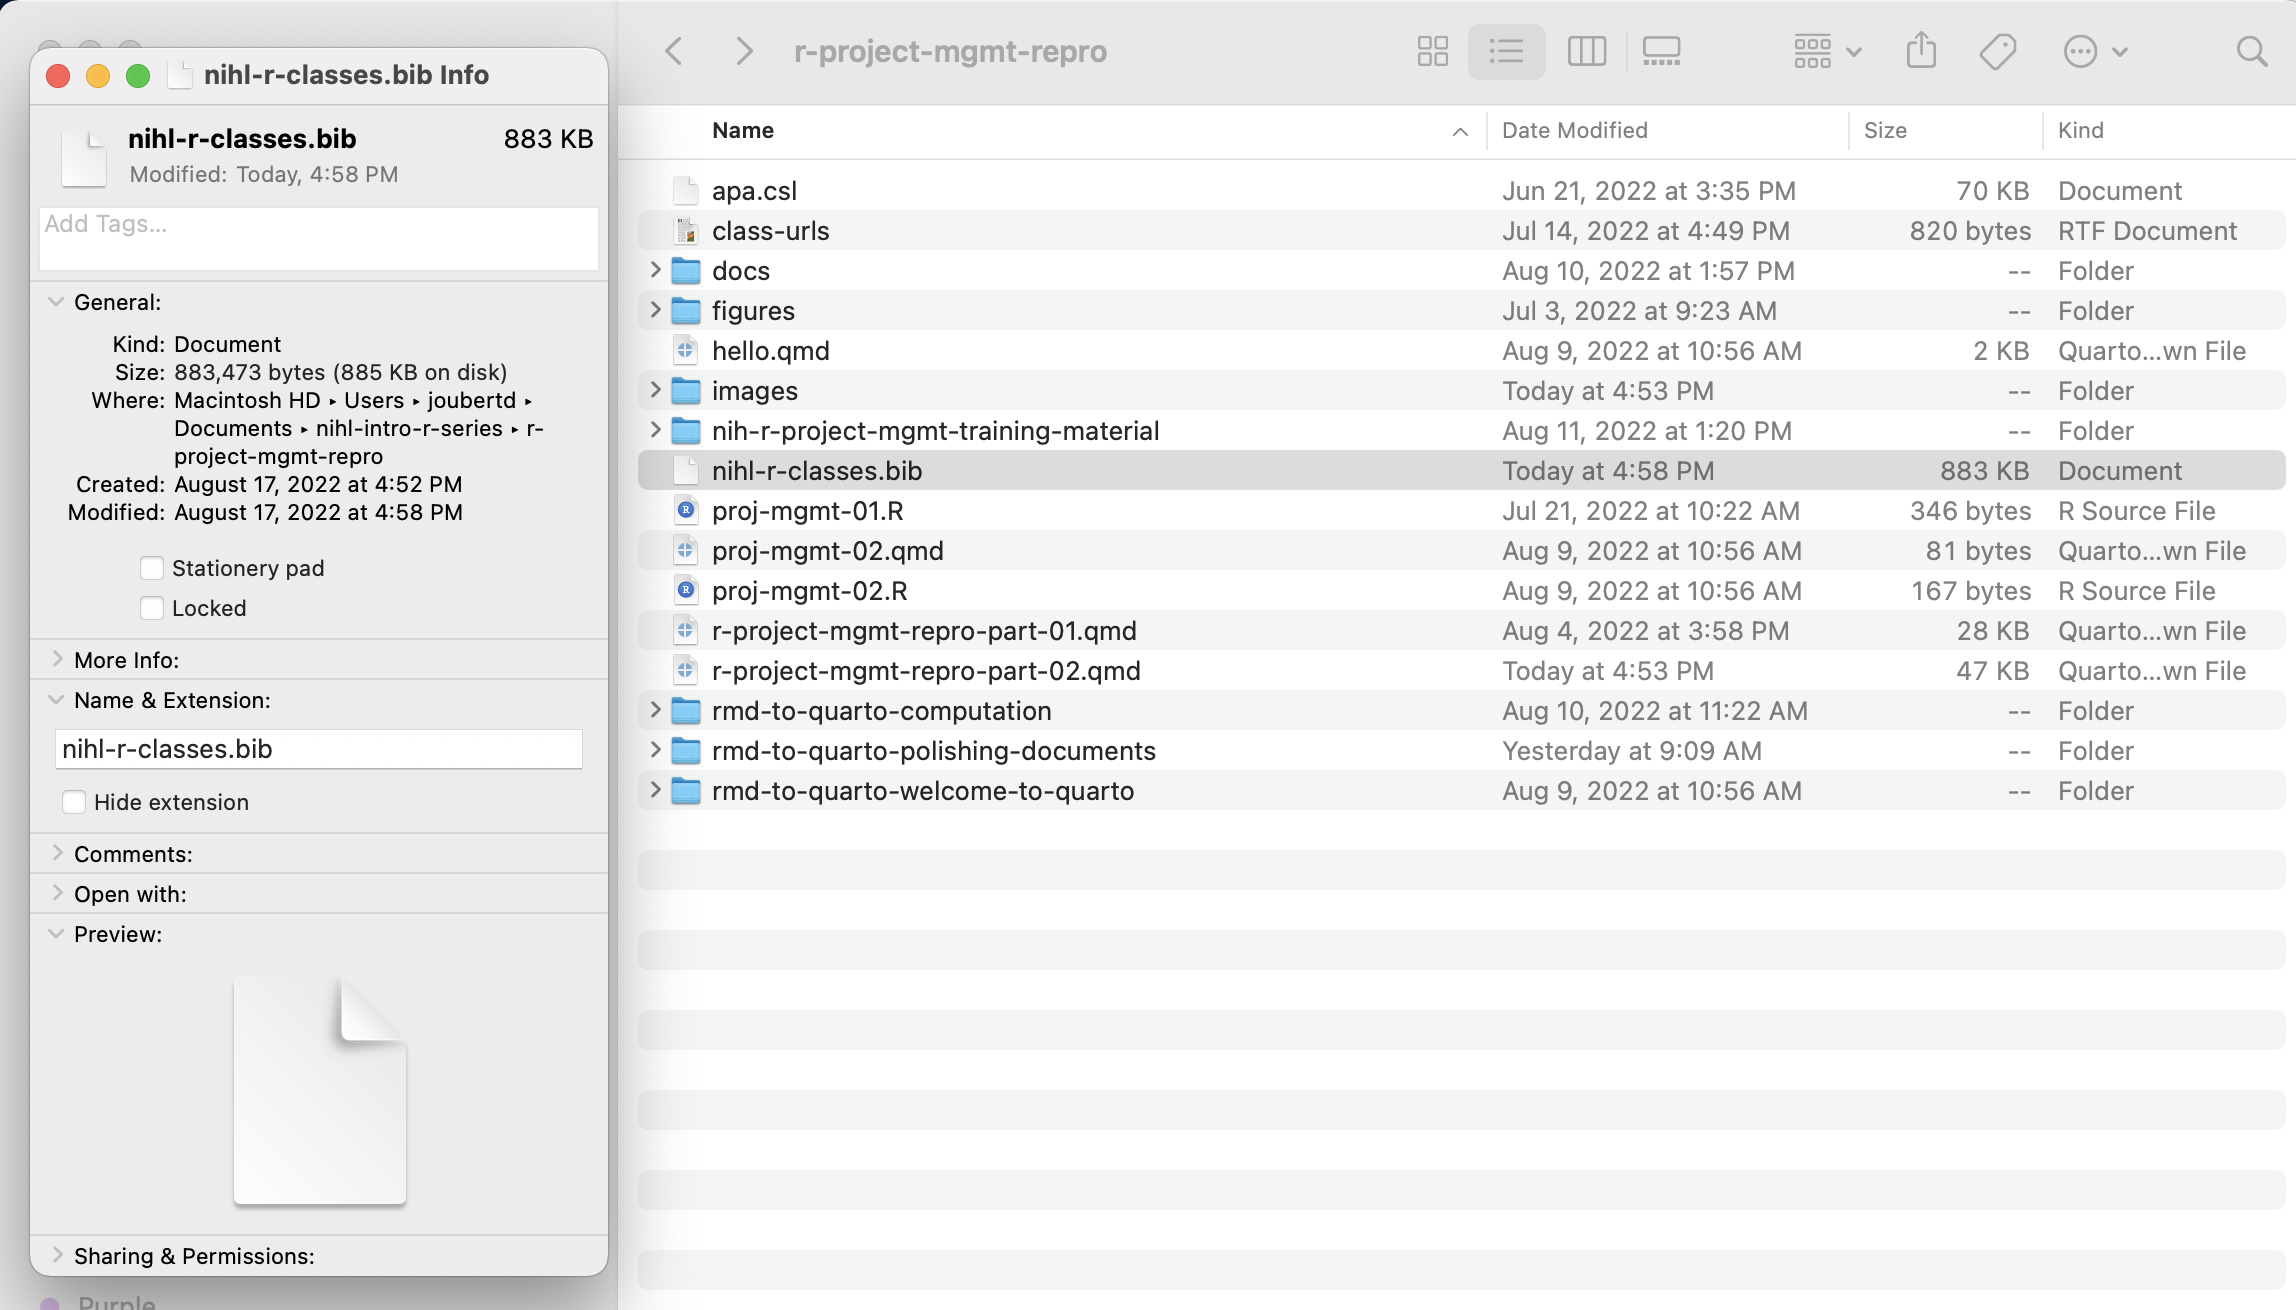 nihl-r-classes.bib Info
nihl-r-classes.bib 883 KB
Modified: Today, 4:58 PM
Add Tags...
General:
Kind: Document
Size: 883,473 bytes (885 KB on disk)
Where: Macintosh HD ▸ Users ▸ joubertd ▸
Documents ▸ nihl-intro-r-series ▸ r-
project-mgmt-repro
Created: August 17, 2022 at 4:52 PM
Modified: August 17, 2022 at 4:58 PM
Stationery pad
Locked
More Info:
Name & Extension:
nihl-r-classes.bib
Hide extension
Comments:
Open with:
Preview:
Sharing & Permissions:
Purple
r-project-mgmt-repro
Name Date Modified Size Kind
apa.csl Jun 21, 2022 at 3:35 PM 70 KB Document
class-urls Jul 14, 2022 at 4:49 PM 820 bytes RTF Document
docs Aug 10, 2022 at 1:57 PM -- Folder
figures Jul 3, 2022 at 9:23 AM -- Folder
hello.qmd Aug 9, 2022 at 10:56 AM 2 KB Quarto...wn File
images Today at 4:53 PM -- Folder
nih-r-project-mgmt-training-material Aug 11, 2022 at 1:20 PM -- Folder
nihl-r-classes.bib Today at 4:58 PM 883 KB Document
proj-mgmt-01.R Jul 21, 2022 at 10:22 AM 346 bytes R Source File
proj-mgmt-02.qmd Aug 9, 2022 at 10:56 AM 81 bytes Quarto...wn File
proj-mgmt-02.R Aug 9, 2022 at 10:56 AM 167 bytes R Source File
r-project-mgmt-repro-part-01.qmd Aug 4, 2022 at 3:58 PM 28 KB Quarto...wn File
r-project-mgmt-repro-part-02.qmd Today at 4:53 PM 47 KB Quarto...wn File
rmd-to-quarto-computation Aug 10, 2022 at 11:22 AM -- Folder
rmd-to-quarto-polishing-documents Yesterday at 9:09 AM -- Folder
rmd-to-quarto-welcome-to-quarto Aug 9, 2022 at 10:56 AM -- Folder